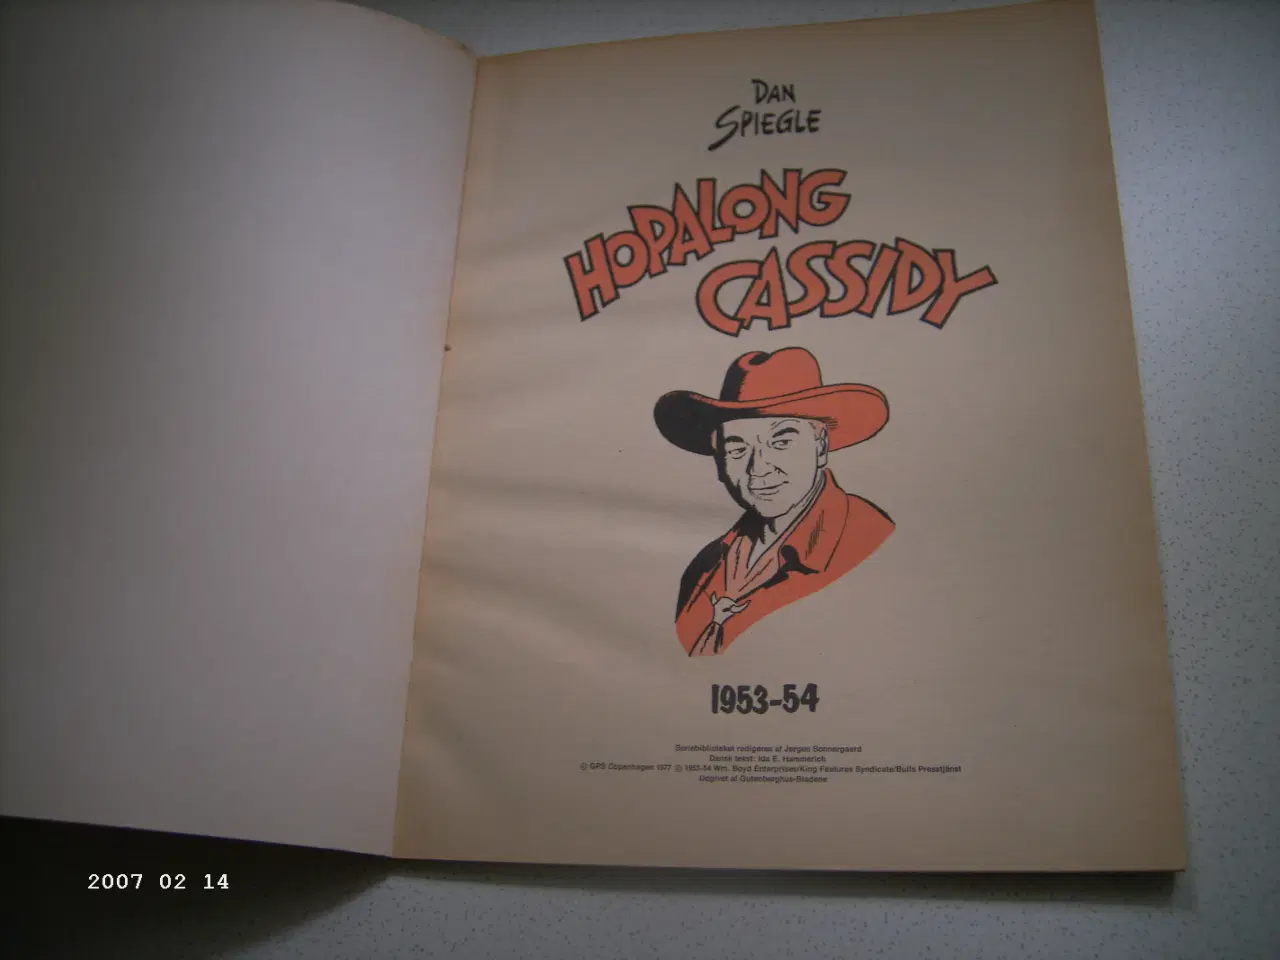 DAN
SPIEGLE
HOPALONG
CASSIDY
1953-54
Seriebiblioteket redigeres af Jørgen Sonnergaard
Dansk tekst: Ida E. Hammerich
© GPS Copenhagen 1977 © 1953-54 Wm. Boyd Enterprises/King Features Syndicate/Bulls Presstjänst
Udgivet af Gutenberghus-Bladene
2007 02 14